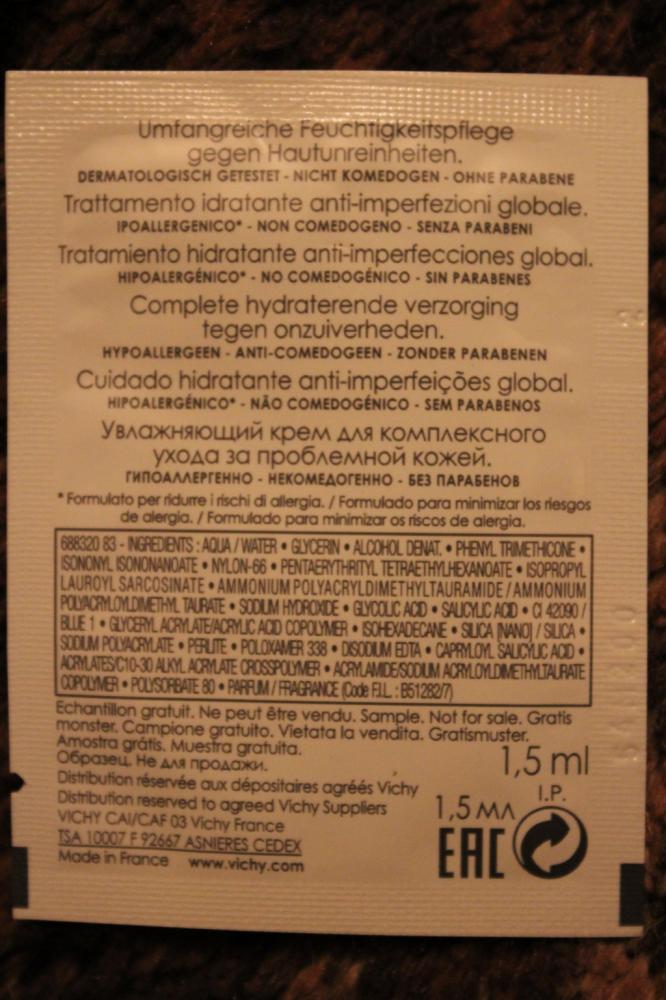 Umfangreiche Feuchtigkeitspflege
gegen Hautunreinheiten.
DERMATOLOGISCH GETESTET - NICHT KOMEDOGEN - OHNE PARABENE
Trattamento idratante anti-imperfezioni globale.
IPOALLERGENICO* - NON COMEDOGENO - SENZA PARABENI
Tratamiento hidratante anti-imperfecciones global.
HIPOALERGÉNICO* - NO COMEDOGÉNICO - SIN PARABENES
Complete hydraterende verzorging
tegen onzuiverheden.
HYPOALLERGEEN - ANTI-COMEDOGEEN - ZONDER PARABENEN
Cuidado hidratante anti-imperfeições global.
HIPOALERGÉNICO* - NÃO COMEDOGÉNICO - SEM PARABENOS
Увлажняющий крем для комплексного
ухода за проблемной кожей.
ГИПОАЛЛЕРГЕННО - НЕКОМЕДОГЕННО - БЕЗ ПАРАБЕНОВ
* Formulato per ridurre i rischi di allergia. / Formulado para minimizar los riesgos
de alergia. / Formulado para minimizar os riscos de alergia.
688320 83 - INGREDIENTS : AQUA / WATER • GLYCERIN • ALCOHOL DENAT. • PHENYL TRIMETHICONE •
ISONONYL ISONONANOATE • NYLON-66 • PENTAERYTHRITYL TETRAETHYLHEXANOATE • ISOPROPYL
LAUROYL SARCOSINATE • AMMONIUM POLYACRYLDIMETHYLTAURAMIDE / AMMONIUM
POLYACRYLOYLDIMETHYL TAURATE • SODIUM HYDROXIDE • GLYCOLIC ACID • SALICYLIC ACID • CI 42090 /
BLUE 1 • GLYCERYL ACRYLATE/ACRYLIC ACID COPOLYMER • ISOHEXADECANE • SILICA [NANO] / SILICA •
SODIUM POLYACRYLATE • PERLITE • POLOXAMER 338 • DISODIUM EDTA • CAPRYLOYL SALICYLIC ACID •
ACRYLATES/C10-30 ALKYL ACRYLATE CROSSPOLYMER • ACRYLAMIDE/SODIUM ACRYLOYLDIMETHYLTAURATE
COPOLYMER • POLYSORBATE 80 • PARFUM / FRAGRANCE (Code F.I.L. : B51282/7)
Echantillon gratuit. Ne peut être vendu. Sample. Not for sale. Gratis
monster. Campione gratuito. Vietata la vendita. Gratismuster.
Amostra grátis. Muestra gratuita.
Образец. Не для продажи.
Distribution réservée aux dépositaires agréés Vichy
Distribution reserved to agreed Vichy Suppliers
VICHY CAI/CAF 03 Vichy France
TSA 10007 F 92667 ASNIERES CEDEX
Made in France www.vichy.com
1,5 ml
I.P.
1,5 мл
EAC